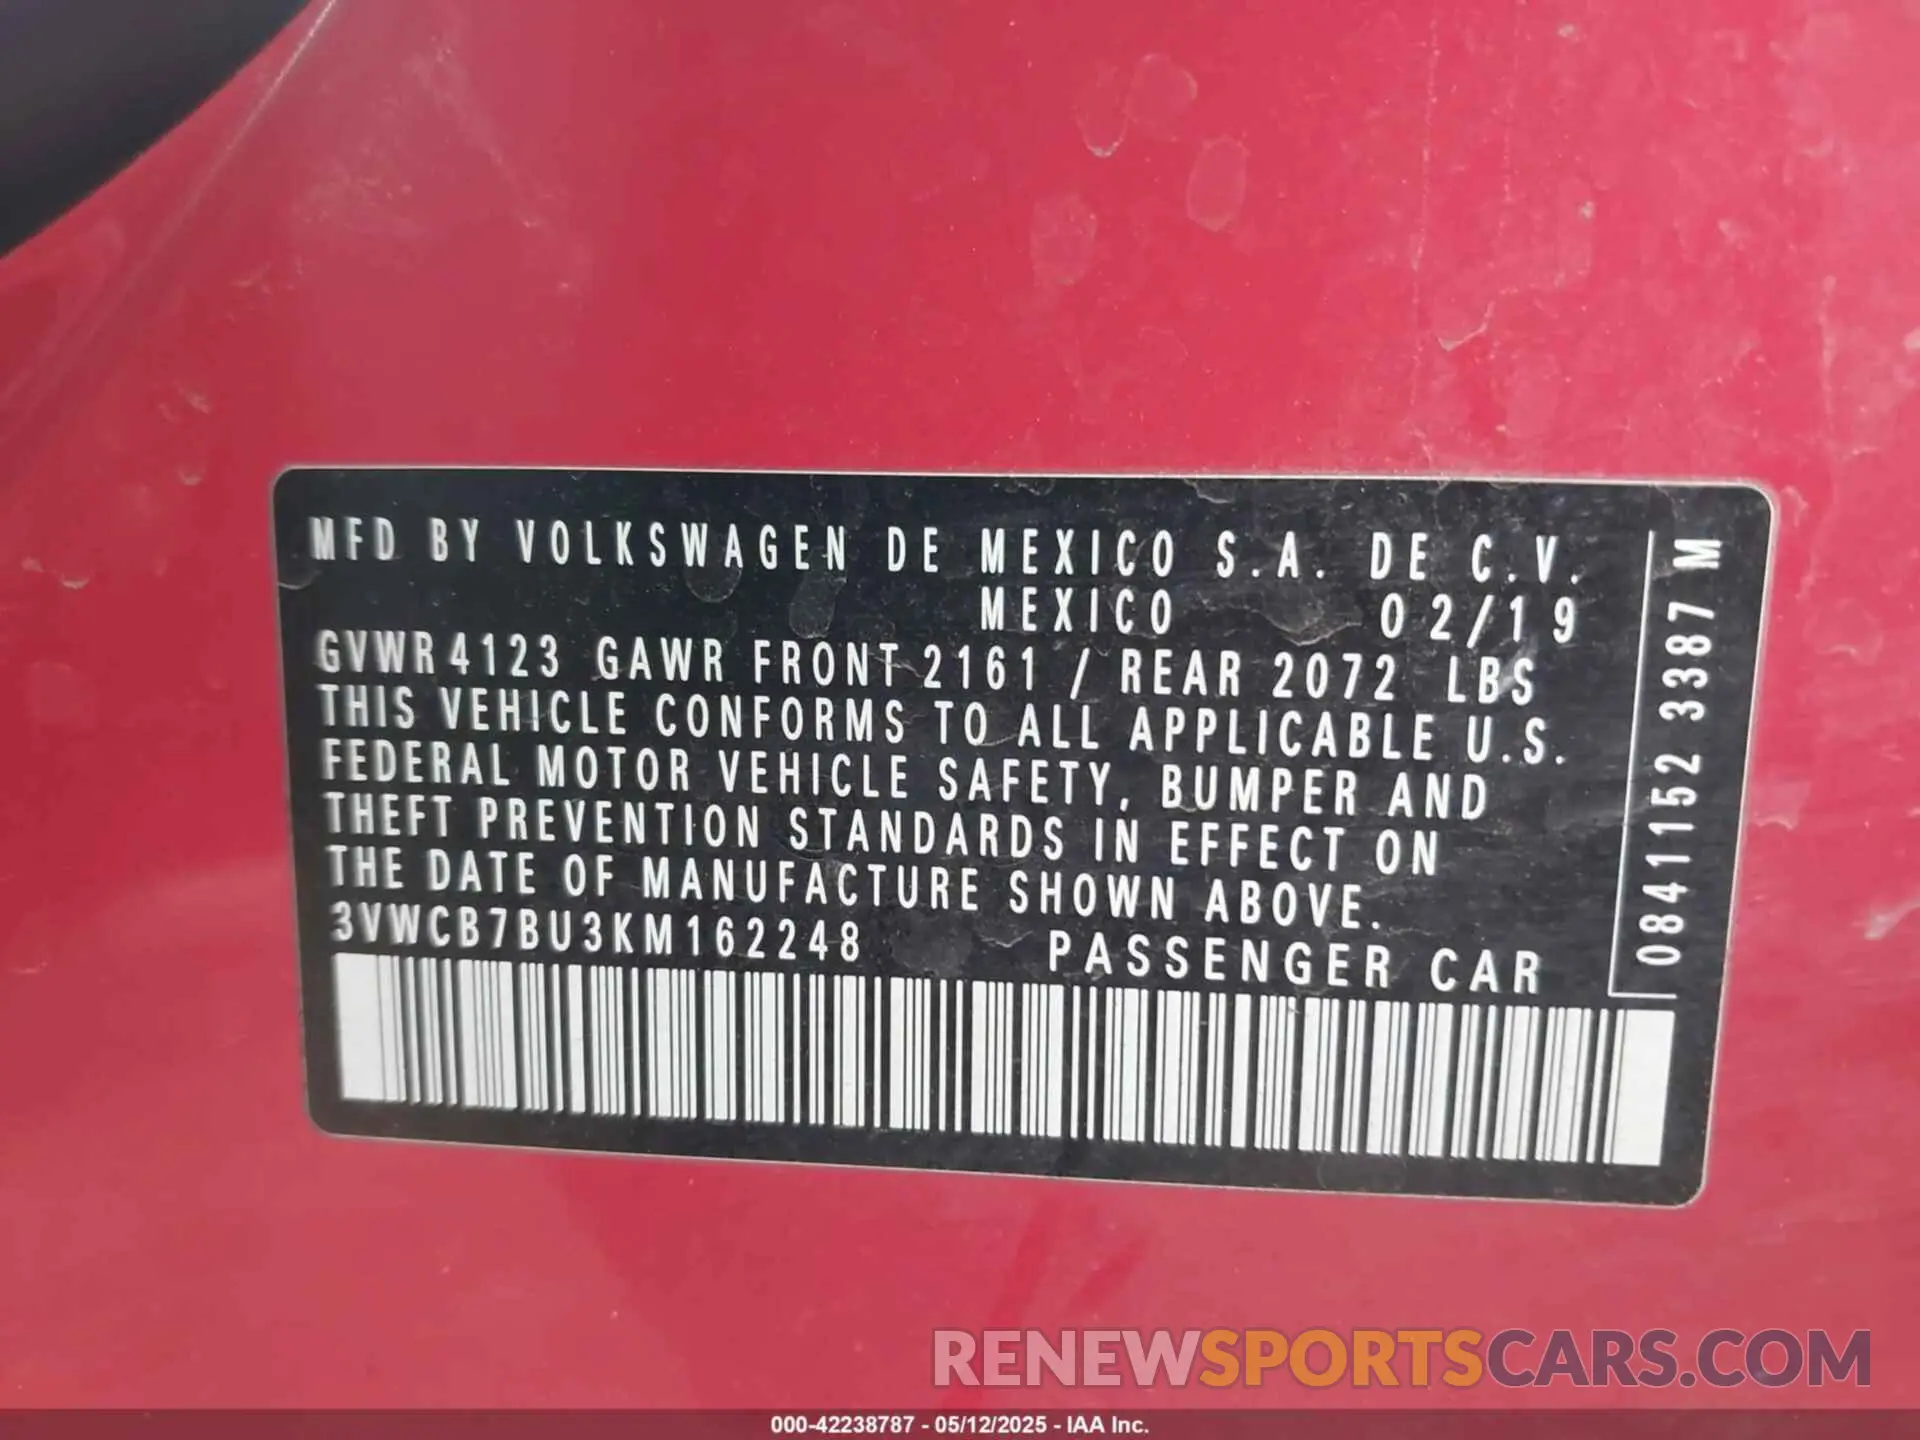 MFD BY VOLKSWAGEN DE MEXICO S.A. DE C.V.
MEXICO 02/19
GVWR 4123 GAWR FRONT 2161 / REAR 2072 LBS
THIS VEHICLE CONFORMS TO ALL APPLICABLE U.S.
FEDERAL MOTOR VEHICLE SAFETY, BUMPER AND
THEFT PREVENTION STANDARDS IN EFFECT ON
THE DATE OF MANUFACTURE SHOWN ABOVE.
3VWCB7BU3KM162248 PASSENGER CAR
0841152 3387 M
RENEWSPORTSCARS.COM
000-42238787 - 05/12/2025 - IAA Inc.